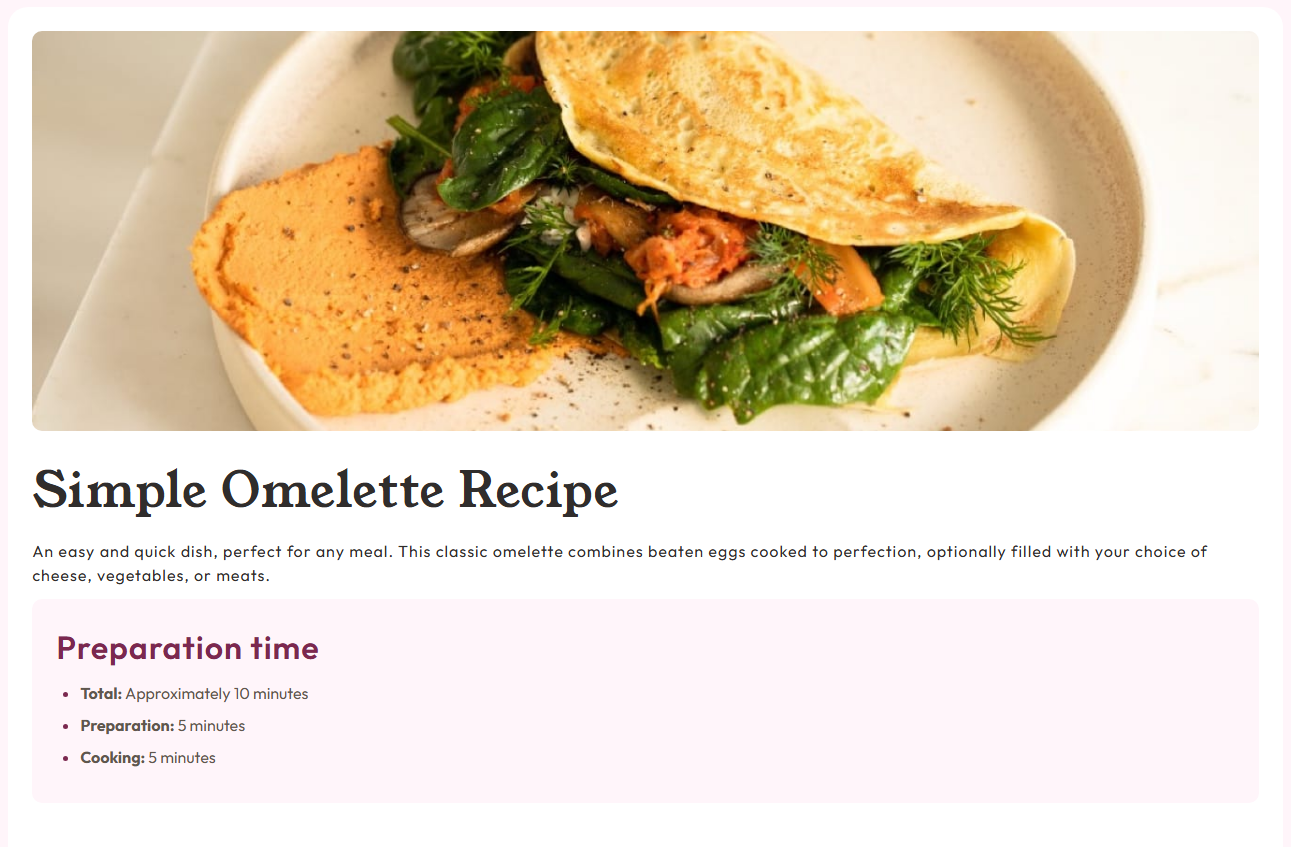 Simple Omelette Recipe
An easy and quick dish, perfect for any meal. This classic omelette combines beaten eggs cooked to perfection, optionally filled with your choice of
cheese, vegetables, or meats.
Preparation time
Total: Approximately 10 minutes
Preparation: 5 minutes
Cooking: 5 minutes